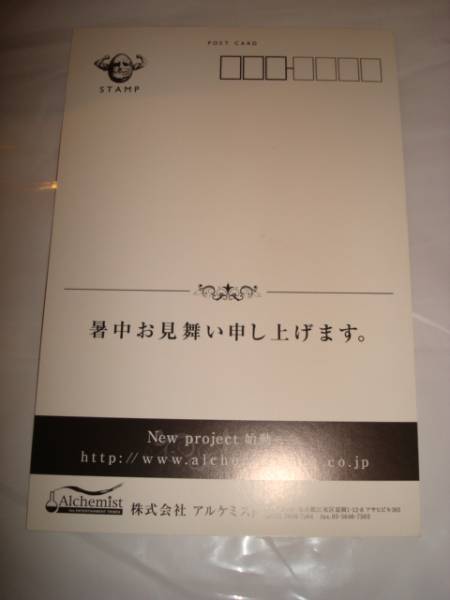 POST CARD
STAMP
暑中お見舞い申し上げます。
New project 始動
http://www.alche .co.jp
Alchemist
株式会社 アルケミスト